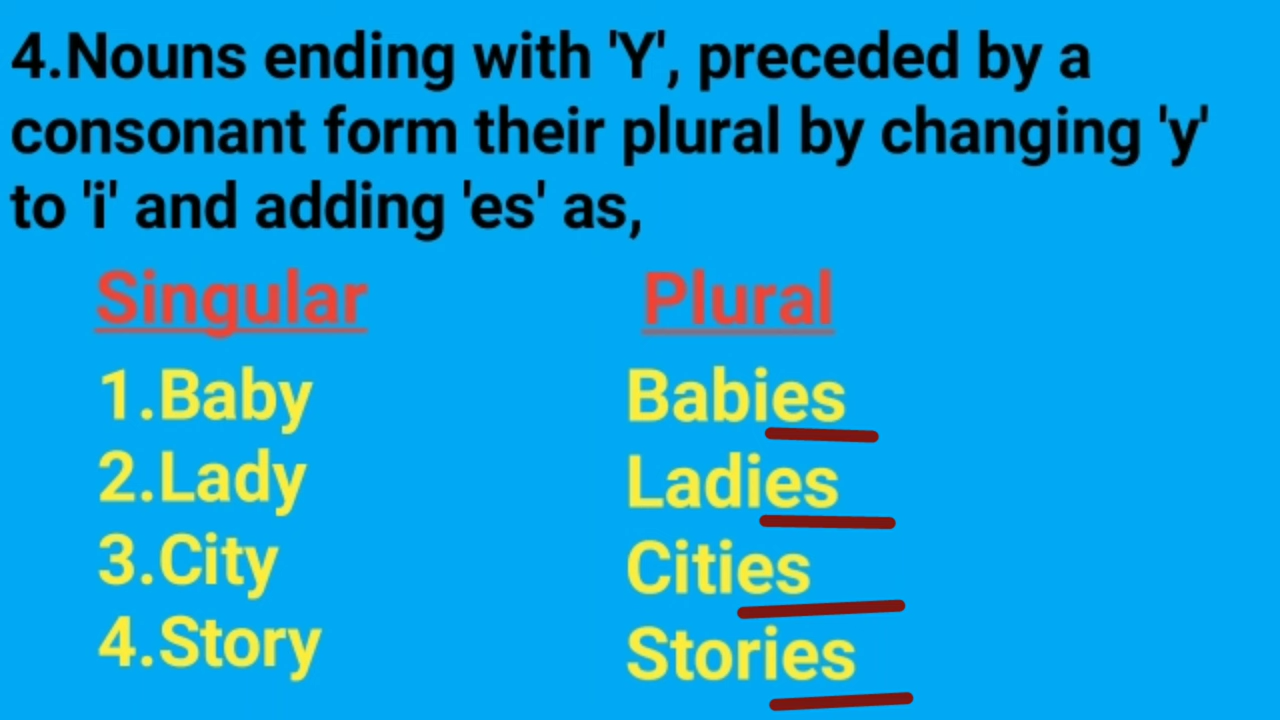 4.Nouns ending with 'Y', preceded by a
consonant form their plural by changing 'y'
to 'i' and adding 'es' as,
Singular Plural
1.Baby Babies
2.Lady Ladies
3.City Cities
4.Story Stories